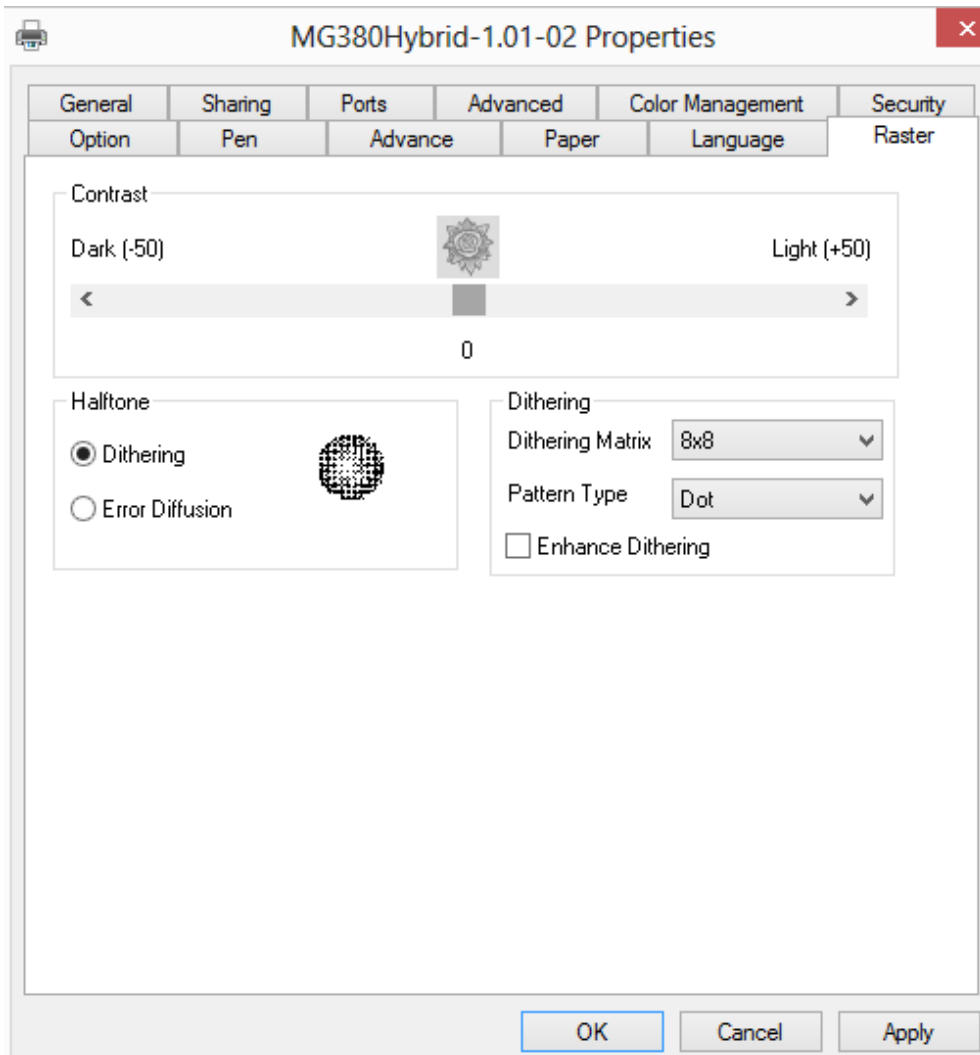 MG380Hybrid-1.01-02 Properties
General Sharing Ports Advanced Color Management Security
Option Pen Advance Paper Language Raster
Contrast
Dark (-50) Light (+50)
0
Halftone
Dithering
Error Diffusion
Dithering
Dithering Matrix 8x8
Pattern Type Dot
Enhance Dithering
OK Cancel Apply